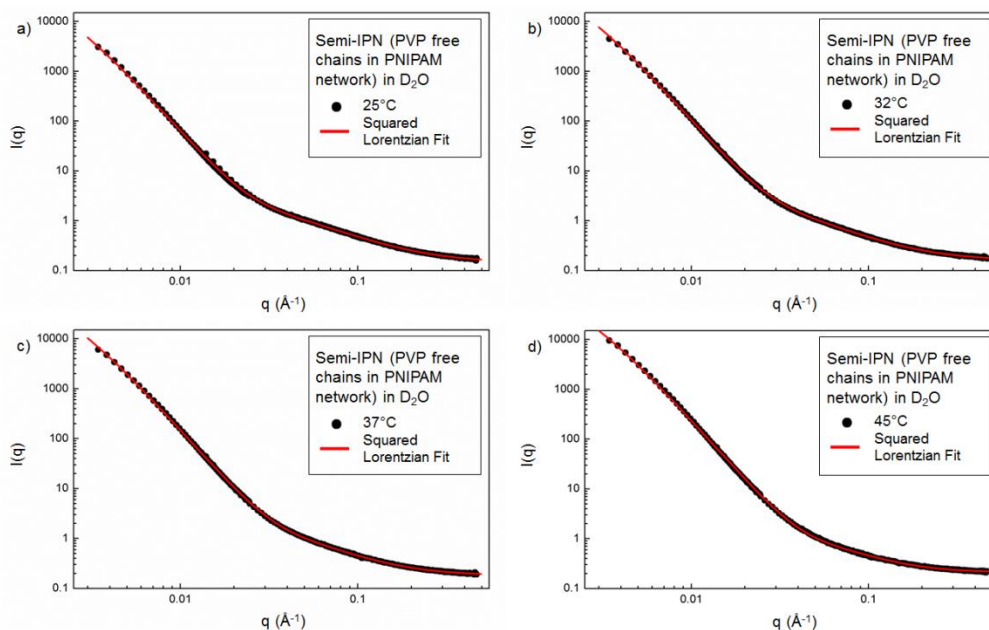 a)
10000
1000
100
10
1
0.1
I(q)
0.01
0.1
q (Å-1)
Semi-IPN (PVP free
chains in PNIPAM
network) in D2O
25°C
Squared
Lorentzian Fit
b)
10000
1000
100
10
1
0.1
I(q)
0.01
0.1
q (Å-1)
Semi-IPN (PVP free
chains in PNIPAM
network) in D2O
32°C
Squared
Lorentzian Fit
c)
10000
1000
100
10
1
0.1
I(q)
0.01
0.1
q (Å-1)
Semi-IPN (PVP free
chains in PNIPAM
network) in D2O
37°C
Squared
Lorentzian Fit
d)
10000
1000
100
10
1
0.1
I(q)
0.01
0.1
q (Å-1)
Semi-IPN (PVP free
chains in PNIPAM
network) in D2O
45°C
Squared
Lorentzian Fit